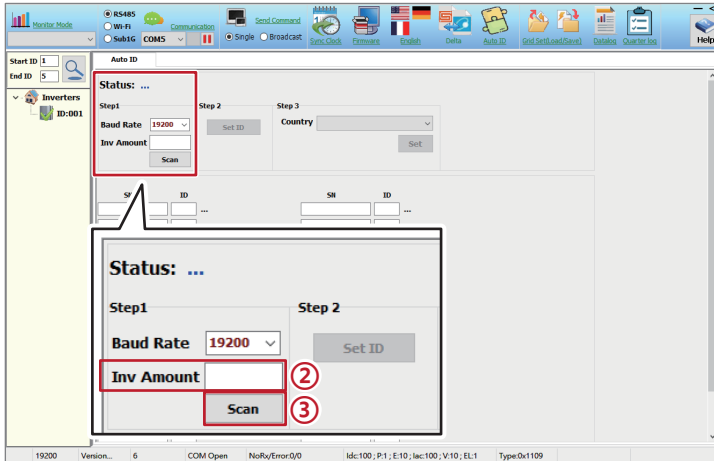 Monitor Mode
RS485
Wi-Fi
Sub1G COM5
Communication
Send Command
Single Broadcast
Sync Clock
Firmware
English
Delta
Auto ID
Grid Set(Load/Save)
Datalog
Quarter log
Help
Start ID 1
End ID 5
Inverters
ID:001
Auto ID
Status: ...
Step1
Step 2
Step 3
Baud Rate 19200
Set ID
Country
Inv Amount
Set
Scan
ID
SN
ID
...
...
Status: ...
Step1
Step 2
Baud Rate 19200
Set ID
Inv Amount
2
Scan
3
19200 Version... 6 COM Open NoRx/Error:0/0 Idc:100 ; P:1 ; E:10 ; Iac:100 ; V:10 ; EL:1 Type:0x1109